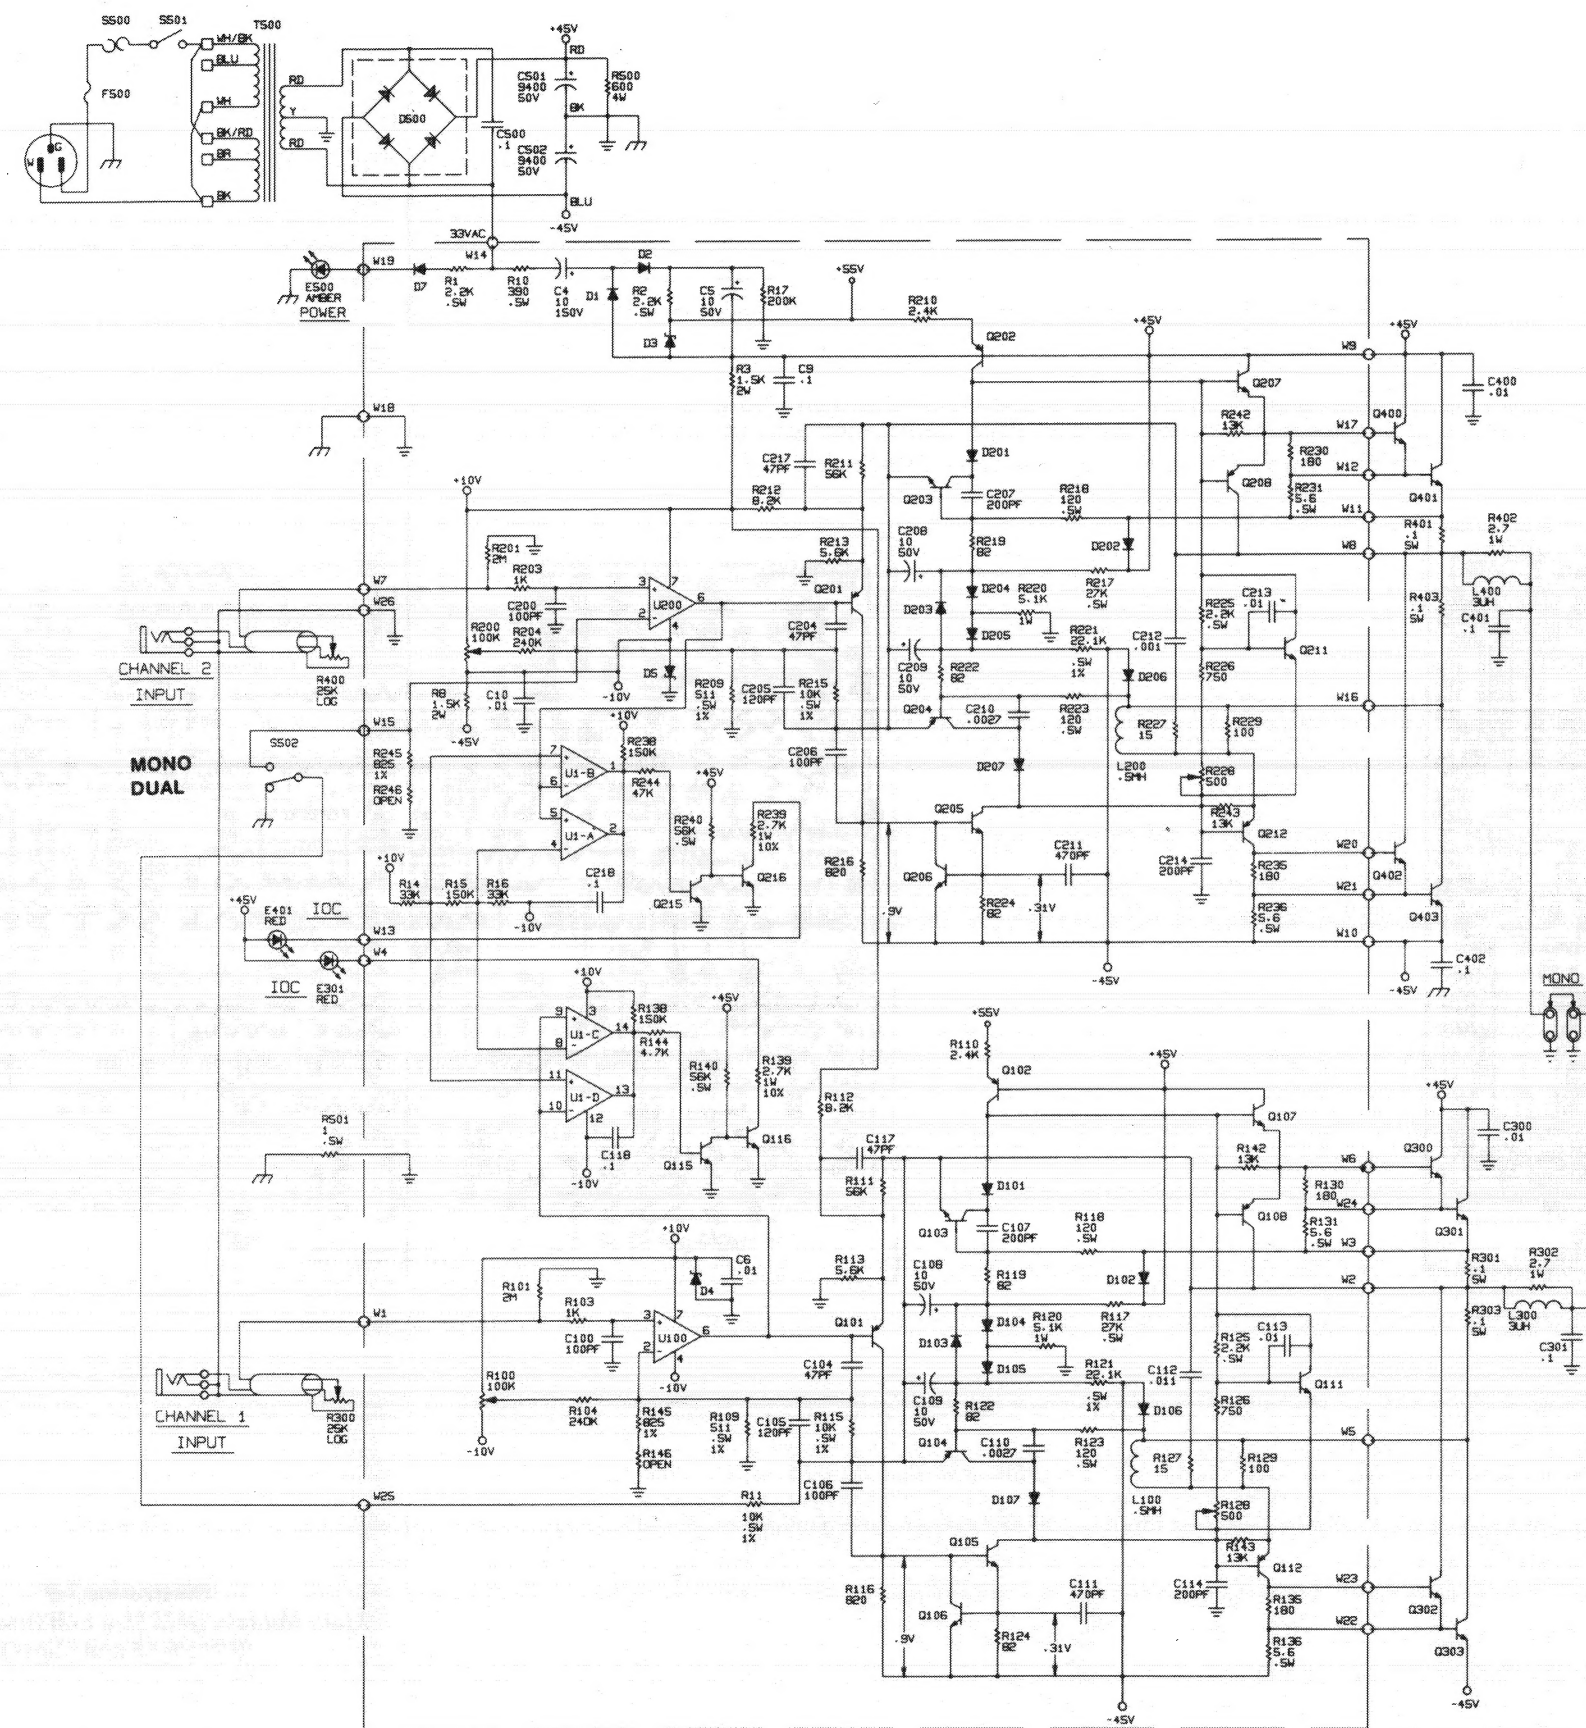 S500
S501
T500
WH/BK
BLU
F500
WH
BK/RD
BR
BK
G
W
RD
Y
RD
D500
C500
.1
+45V
RD
C501
9400
50V
R500
600
4W
BK
C502
9400
50V
BLU
-45V
33VAC
W14
W19
E500
AMBER
POWER
D7
R1
2.2K
.5W
R10
390
.5W
C4
10
150V
D1
D2
R2
2.2K
.5W
C5
10
50V
R17
200K
D3
+55V
R210
2.4K
Q202
R3
1.5K
2W
C9
.1
+45V
W9
+45V
Q207
C400
.01
W18
R242
13K
W17
Q400
R230
180
W12
Q208
R231
5.6
.5W
Q401
W11
R401
.1
5W
R402
2.7
1W
W8
+10V
C217
47PF
R211
56K
R212
8.2K
D201
Q203
C207
200PF
R218
120
.5W
C208
10
50V
R219
82
D202
R213
5.6K
Q201
R201
2M
R203
1K
W7
W26
C200
100PF
3
7
2
6
4
U200
D203
D204
R220
5.1K
1W
R217
27K
.5W
R225
2.2K
.5W
C213
.01
R403
.1
5W
L400
3UH
C401
.1
R200
100K
R204
240K
C204
47PF
D205
R221
22.1K
.5W
1%
C212
.001
Q211
CHANNEL 2
INPUT
R400
25K
LOG
D5
C209
10
50V
R222
82
D206
R226
750
R8
1.5K
2W
C10
.01
-10V
R209
511
.5W
1%
C205
120PF
R215
10K
.5W
1%
Q204
C210
.0027
R223
120
.5W
W16
R227
15
R229
100
W15
-45V
+10V
R238
150K
C206
100PF
S502
MONO
DUAL
R245
825
1%
R246
OPEN
7
6
1
U1-B
R244
47K
+45V
D207
L200
.5MH
R228
500
5
4
2
U1-A
R240
56K
.5W
R239
2.7K
1W
10%
Q205
R243
13K
Q212
+10V
R216
820
C211
470PF
C214
200PF
W20
R235
180
Q402
R14
33K
R15
150K
R16
33K
C218
.1
Q215
Q216
Q206
R224
82
.9V
.31V
W21
R236
5.6
.5W
Q403
+45V
E401
RED
IOC
-10V
W13
W4
W10
E301
RED
IOC
-45V
-45V
C402
.1
MONO
+10V
9
8
3
14
U1-C
R138
150K
R144
4.7K
+45V
R140
56K
.5W
R139
2.7K
1W
10%
11
10
13
12
U1-D
C118
.1
-10V
Q115
Q116
R501
1
.5W
+55V
R110
2.4K
Q102
+45V
+45V
Q107
C300
.01
R112
8.2K
C117
47PF
R142
13K
W6
Q300
R111
56K
D101
R130
180
W24
Q103
C107
200PF
R118
120
.5W
Q108
R131
5.6
.5W
W3
Q301
+10V
R113
5.6K
C108
10
50V
R119
82
D102
W2
R301
.1
5W
R302
2.7
1W
R101
2M
D4
C6
.01
R103
1K
W1
C100
100PF
3
7
2
6
4
U100
-10V
Q101
D103
D104
R120
5.1K
1W
R117
27K
.5W
R125
2.2K
.5W
C113
.01
R303
.1
5W
L300
3UH
C301
.1
C104
47PF
D105
R121
22.1K
.5W
1%
C112
.011
Q111
R100
100K
R104
240K
C109
10
50V
R122
82
D106
R126
750
CHANNEL 1
INPUT
R300
25K
LOG
-10V
R145
825
1%
R146
OPEN
R109
511
.5W
1%
C105
120PF
R115
10K
.5W
1%
Q104
C110
.0027
R123
120
.5W
W5
R127
15
R129
100
C106
100PF
D107
L100
.5MH
R128
500
W25
R11
10K
.5W
1%
Q105
R143
13K
Q112
R116
820
C111
470PF
C114
200PF
W23
R135
180
Q302
Q106
R124
82
.9V
.31V
W22
R136
5.6
.5W
Q303
-45V
-45V